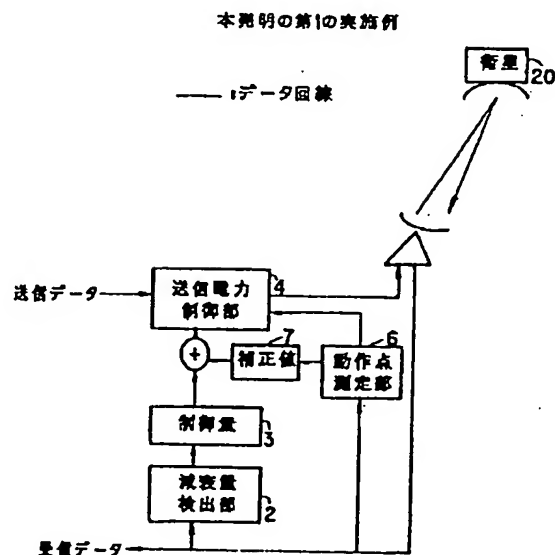 本発明の第1の実施例
衛星
20
——:データ回線
送信データ
送信電力
制御部
4
+
7
補正値
6
動作点
測定部
制御量
3
減衰量
検出部
2
受信データ